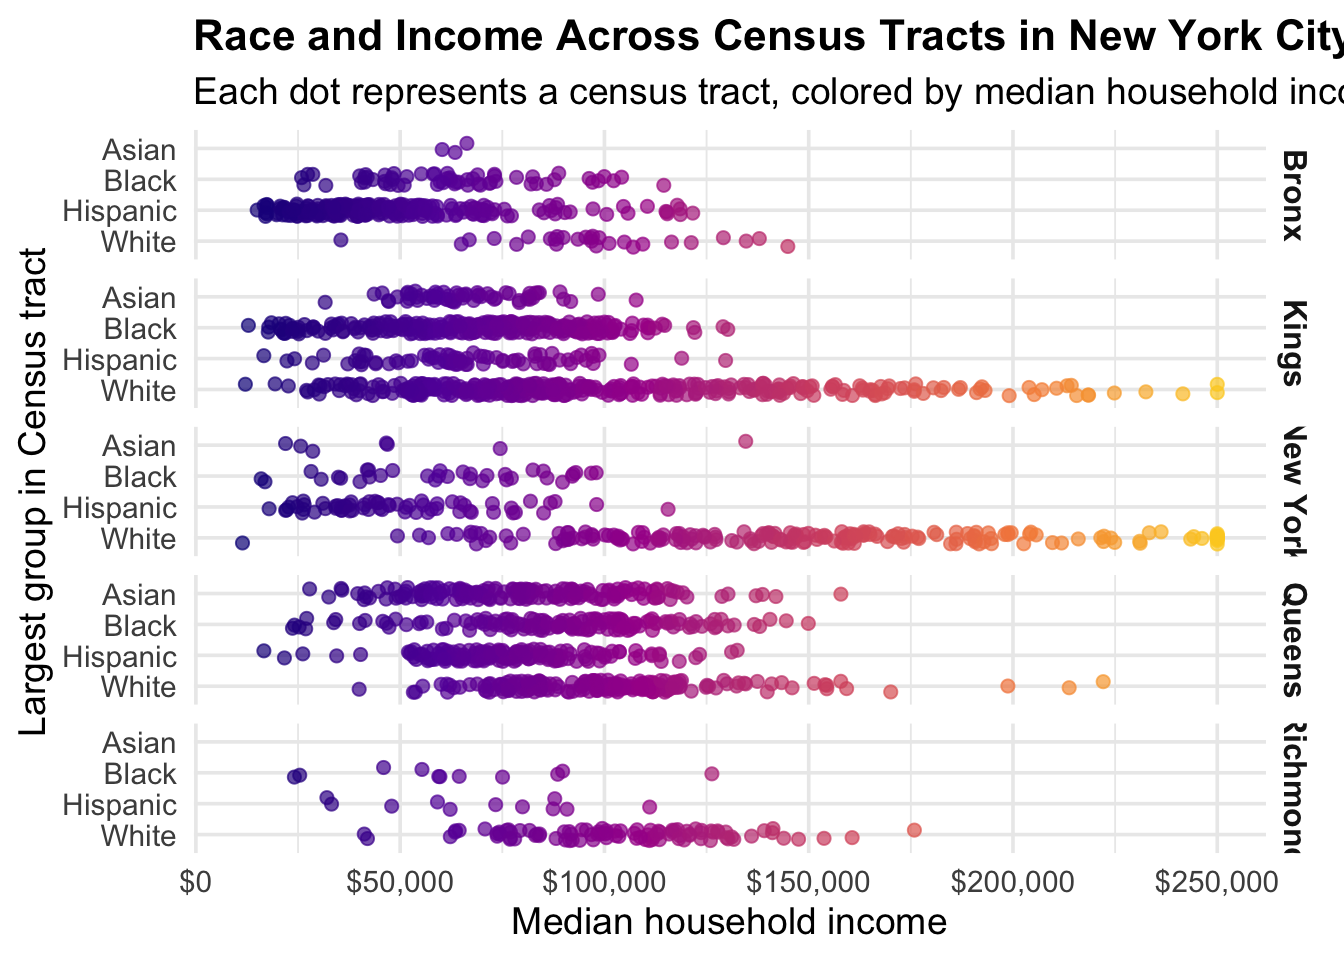 Race and Income Across Census Tracts in New York City
Each dot represents a census tract, colored by median household inco
Largest group in Census tract
Asian
Black
Hispanic
White
Bronx
Asian
Black
Hispanic
White
Kings
Asian
Black
Hispanic
White
New York
Asian
Black
Hispanic
White
Queens
Asian
Black
Hispanic
White
Richmond
$0
$50,000
$100,000
$150,000
$200,000
$250,000
Median household income